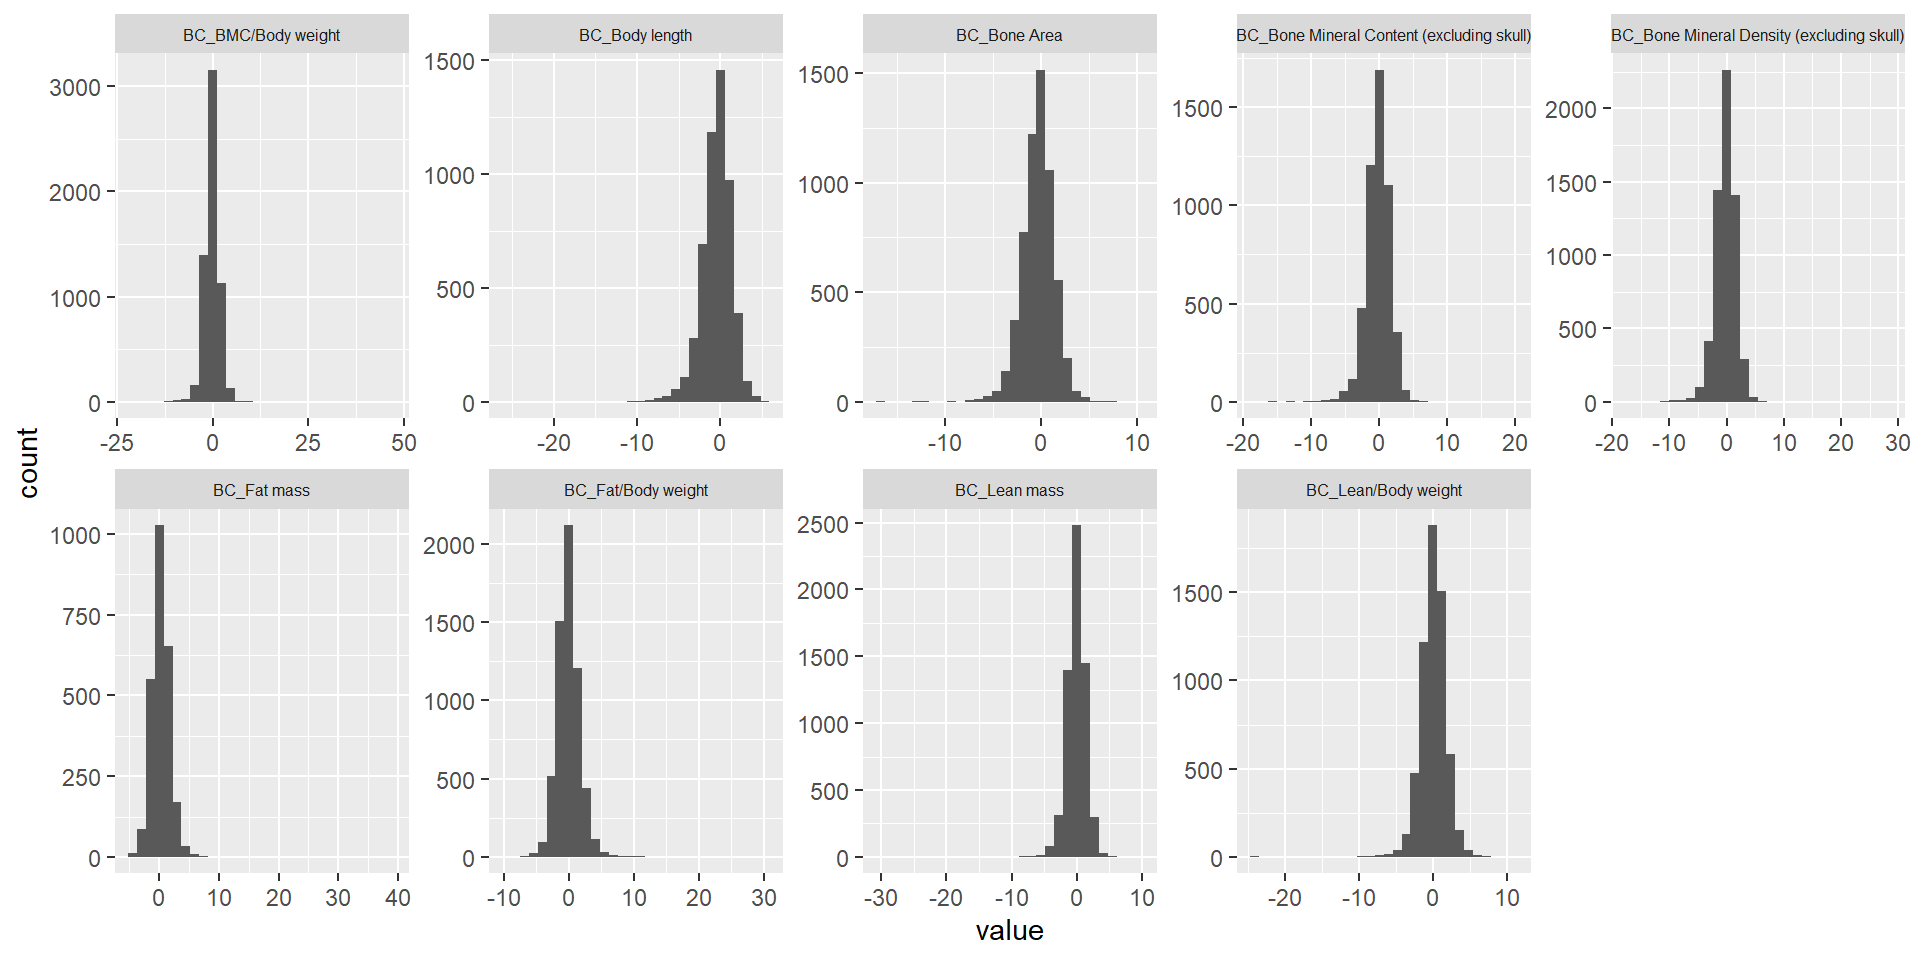 BC_BMC/Body weight
BC_Body length
BC_Bone Area
BC_Bone Mineral Content (excluding skull)
BC_Bone Mineral Density (excluding skull)
3000
2000
1000
0
-25 0 25 50
1500
1000
500
0
-20 -10 0
1500
1000
500
0
-10 0 10
1500
1000
500
0
-20 -10 0 10 20
2000
1500
1000
500
0
-20 -10 0 10 20 30
count
BC_Fat mass
BC_Fat/Body weight
BC_Lean mass
BC_Lean/Body weight
1000
750
500
250
0
0 10 20 30 40
2000
1500
1000
500
0
-10 0 10 20 30
2500
2000
1500
1000
500
0
-30 -20 -10 0 10
1500
1000
500
0
-20 -10 0 10
value